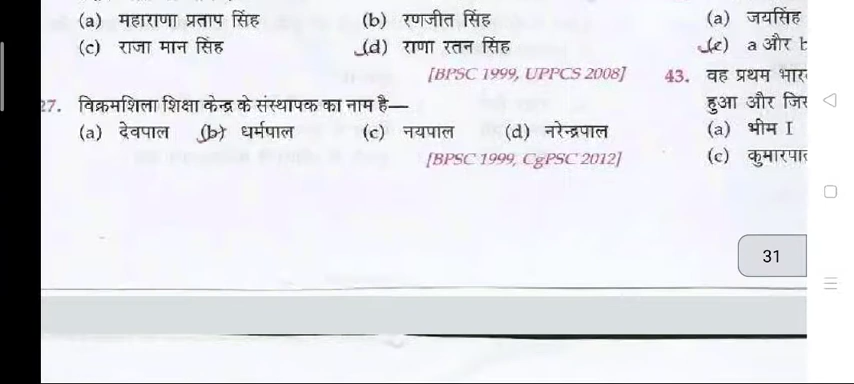 (a) महाराणा प्रताप सिंह (b) रणजीत सिंह
(c) राजा मान सिंह (d) राणा रतन सिंह
[BPSC 1999, UPPCS 2008]
27. विक्रमशिला शिक्षा केन्द्र के संस्थापक का नाम है—
(a) देवपाल (b) धर्मपाल (c) नयपाल (d) नरेन्द्रपाल
[BPSC 1999, CgPSC 2012]
(a) जयसिंह
(c) a और b
43. वह प्रथम
हुआ और
(a) भीम I
(c)
31